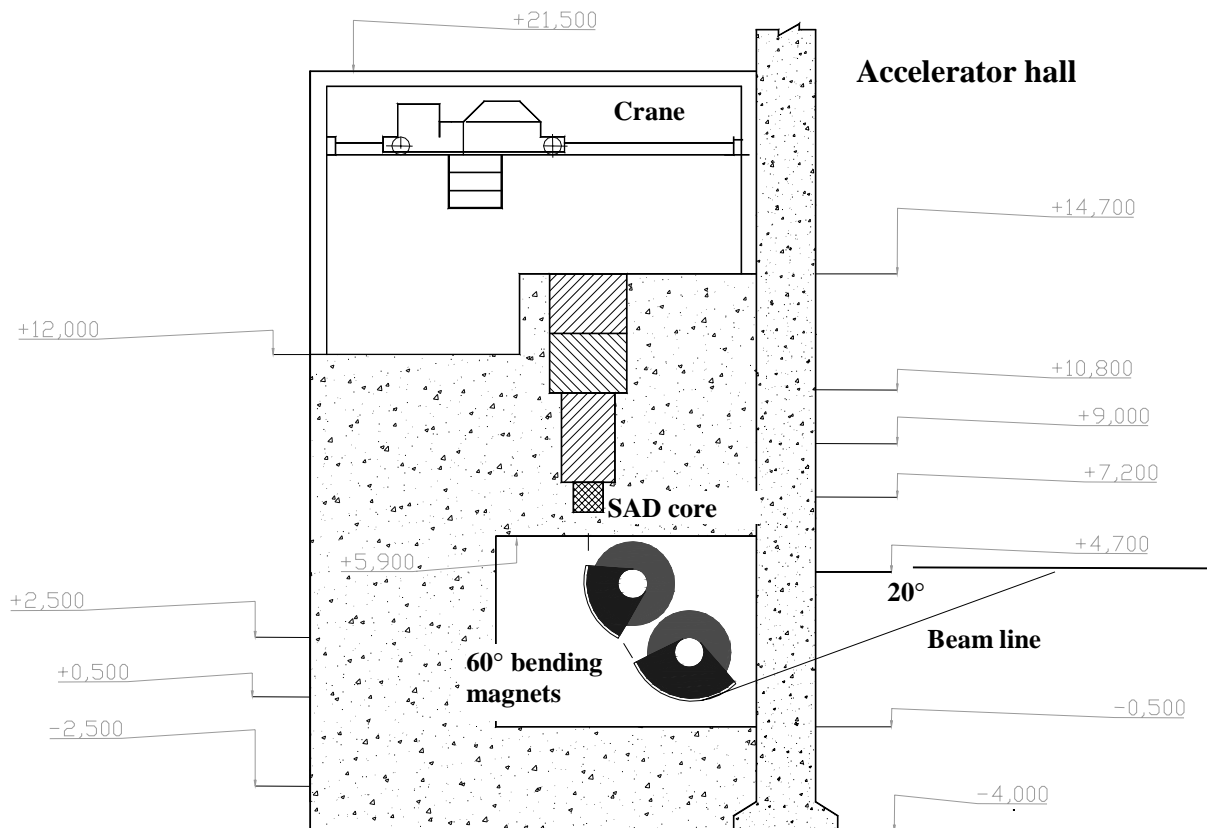 +21,500
Accelerator hall
Crane
+14,700
+12,000
+10,800
+9,000
+7,200
SAD core
+4,700
+5,900
20°
+2,500
Beam line
60° bending
magnets
+0,500
-0,500
-2,500
-4,000